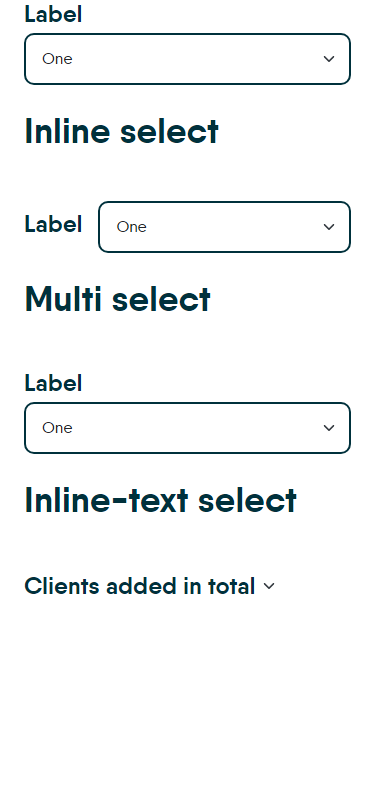 Label
One
Inline select
Label One
Multi select
Label
One
Inline-text select
Clients added in total